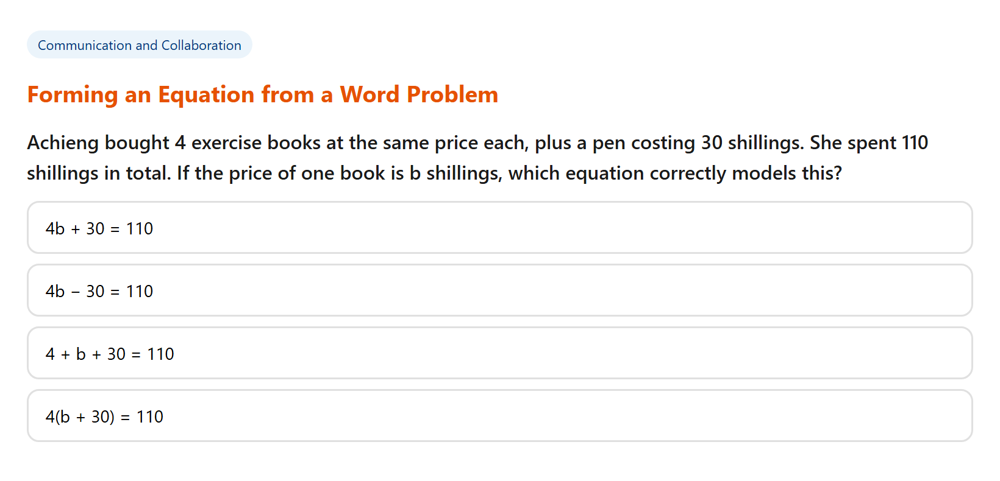 Communication and Collaboration
Forming an Equation from a Word Problem
Achieng bought 4 exercise books at the same price each, plus a pen costing 30 shillings. She spent 110
shillings in total. If the price of one book is b shillings, which equation correctly models this?
4b + 30 = 110
4b − 30 = 110
4 + b + 30 = 110
4(b + 30) = 110